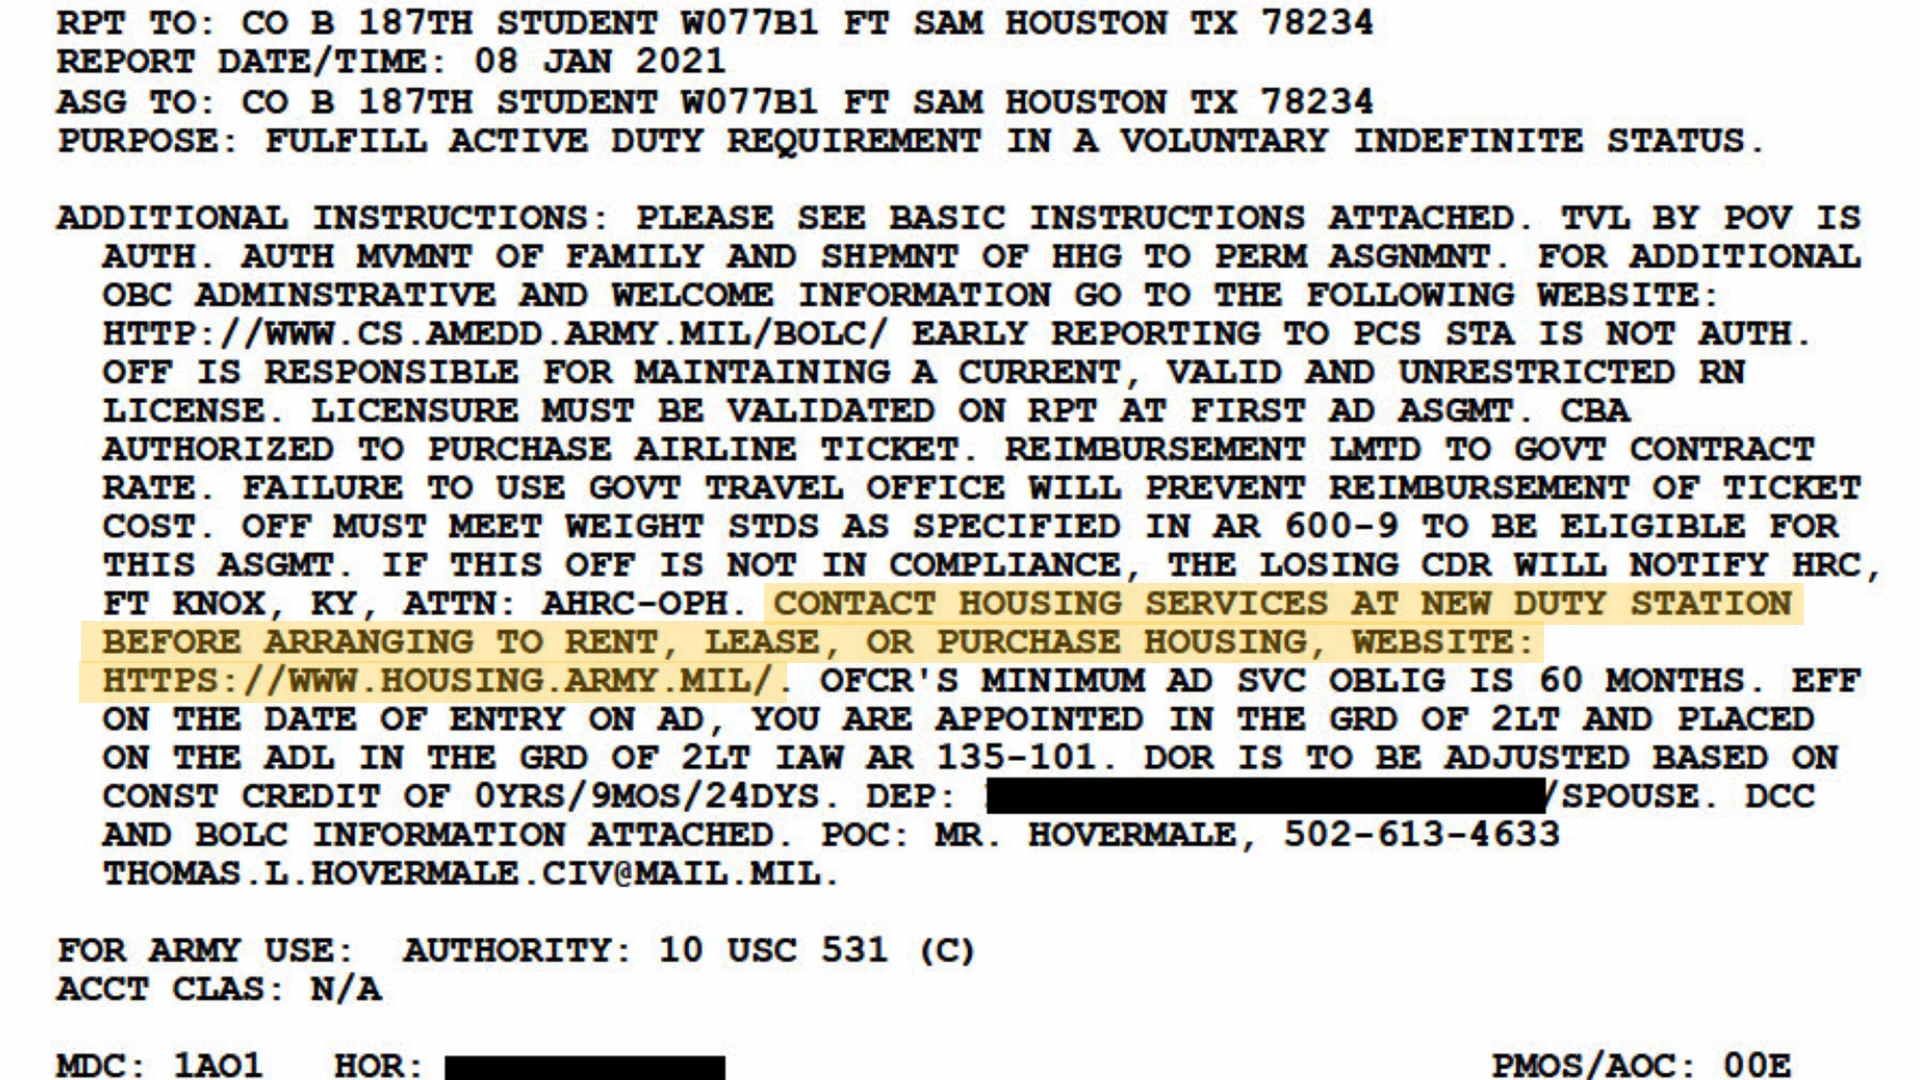 RPT TO: CO B 187TH STUDENT W077B1 FT SAM HOUSTON TX 78234
REPORT DATE/TIME: 08 JAN 2021
ASG TO: CO B 187TH STUDENT W077B1 FT SAM HOUSTON TX 78234
PURPOSE: FULFILL ACTIVE DUTY REQUIREMENT IN A VOLUNTARY INDEFINITE STATUS.
ADDITIONAL INSTRUCTIONS: PLEASE SEE BASIC INSTRUCTIONS ATTACHED. TVL BY POV IS
AUTH. AUTH MVMNT OF FAMILY AND SHPMNT OF HHG TO PERM ASGNMNT. FOR ADDITIONAL
OBC ADMINSTRATIVE AND WELCOME INFORMATION GO TO THE FOLLOWING WEBSITE:
HTTP://WWW.CS.AMEDD.ARMY.MIL/BOLC/ EARLY REPORTING TO PCS STA IS NOT AUTH.
OFF IS RESPONSIBLE FOR MAINTAINING A CURRENT, VALID AND UNRESTRICTED RN
LICENSE. LICENSURE MUST BE VALIDATED ON RPT AT FIRST AD ASGMT. CBA
AUTHORIZED TO PURCHASE AIRLINE TICKET. REIMBURSEMENT LMTD TO GOVT CONTRACT
RATE. FAILURE TO USE GOVT TRAVEL OFFICE WILL PREVENT REIMBURSEMENT OF TICKET
COST. OFF MUST MEET WEIGHT STDS AS SPECIFIED IN AR 600-9 TO BE ELIGIBLE FOR
THIS ASGMT. IF THIS OFF IS NOT IN COMPLIANCE, THE LOSING CDR WILL NOTIFY HRC,
FT KNOX, KY, ATTN: AHRC-OPH. CONTACT HOUSING SERVICES AT NEW DUTY STATION
BEFORE ARRANGING TO RENT, LEASE, OR PURCHASE HOUSING, WEBSITE:
HTTPS://WWW.HOUSING.ARMY.MIL/. OFCR'S MINIMUM AD SVC OBLIG IS 60 MONTHS. EFF
ON THE DATE OF ENTRY ON AD, YOU ARE APPOINTED IN THE GRD OF 2LT AND PLACED
ON THE ADL IN THE GRD OF 2LT IAW AR 135-101. DOR IS TO BE ADJUSTED BASED ON
CONST CREDIT OF 0YRS/9MOS/24DYS. DEP: /SPOUSE. DCC
AND BOLC INFORMATION ATTACHED. POC: MR. HOVERMALE, 502-613-4633
THOMAS.L.HOVERMALE.CIV@MAIL.MIL.
FOR ARMY USE: AUTHORITY: 10 USC 531 (C)
ACCT CLAS: N/A
MDC: 1AO1 HOR: PMOS/AOC: 00E